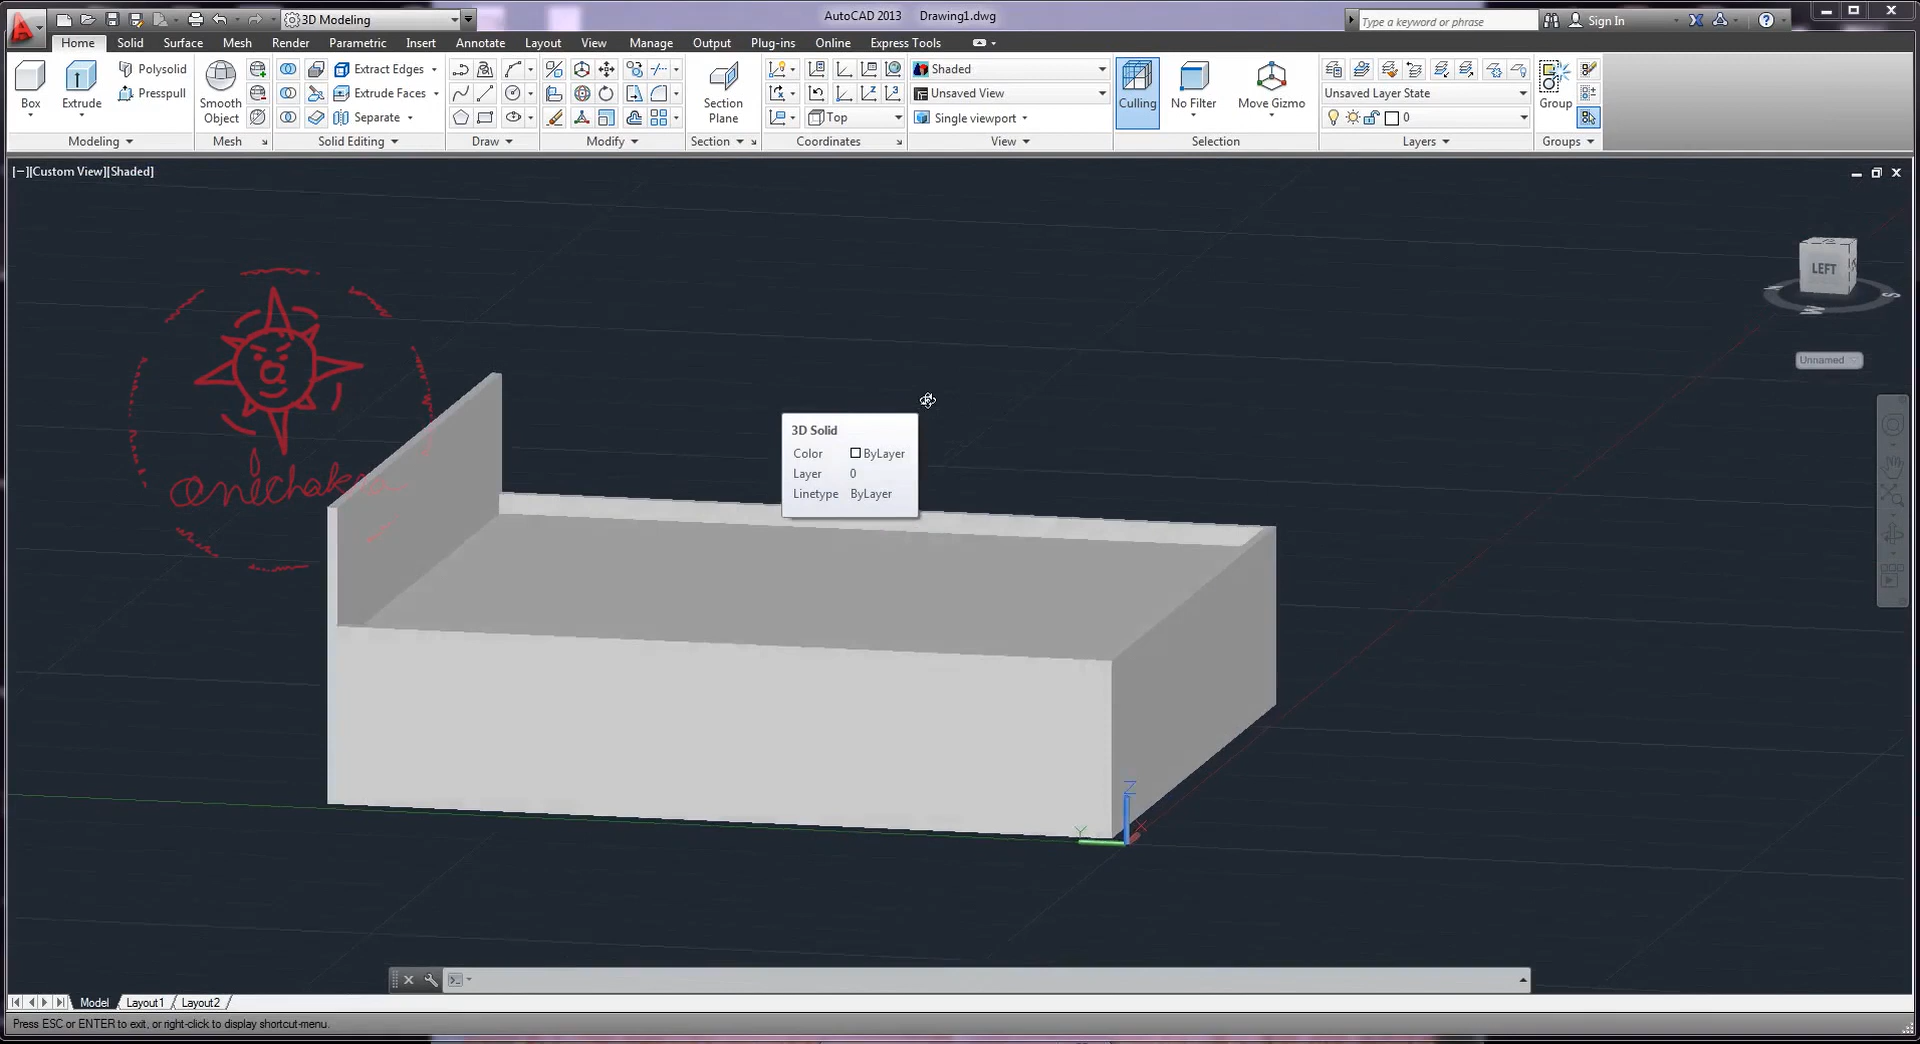 3D Modeling
AutoCAD 2013 Drawing1.dwg
Type a keyword or phrase
Sign In
Home Solid Surface Mesh Render Parametric Insert Annotate Layout View Manage Output Plug-ins Online Express Tools
Box
Extrude
Polysolid
Presspull
Smooth
Object
Extract Edges
Extrude Faces
Separate
Section
Plane
Top
Shaded
Unsaved View
Single viewport
Culling
No Filter
Move Gizmo
Unsaved Layer State
0
Group
Modeling
Mesh
Solid Editing
Draw
Modify
Section
Coordinates
View
Selection
Layers
Groups
[−][Custom View][Shaded]
LEFT
W
S
Unnamed
3D Solid
Color ByLayer
Layer 0
Linetype ByLayer
Z
Y
X
Model Layout1 Layout2
Press ESC or ENTER to exit, or right-click to display shortcut-menu.